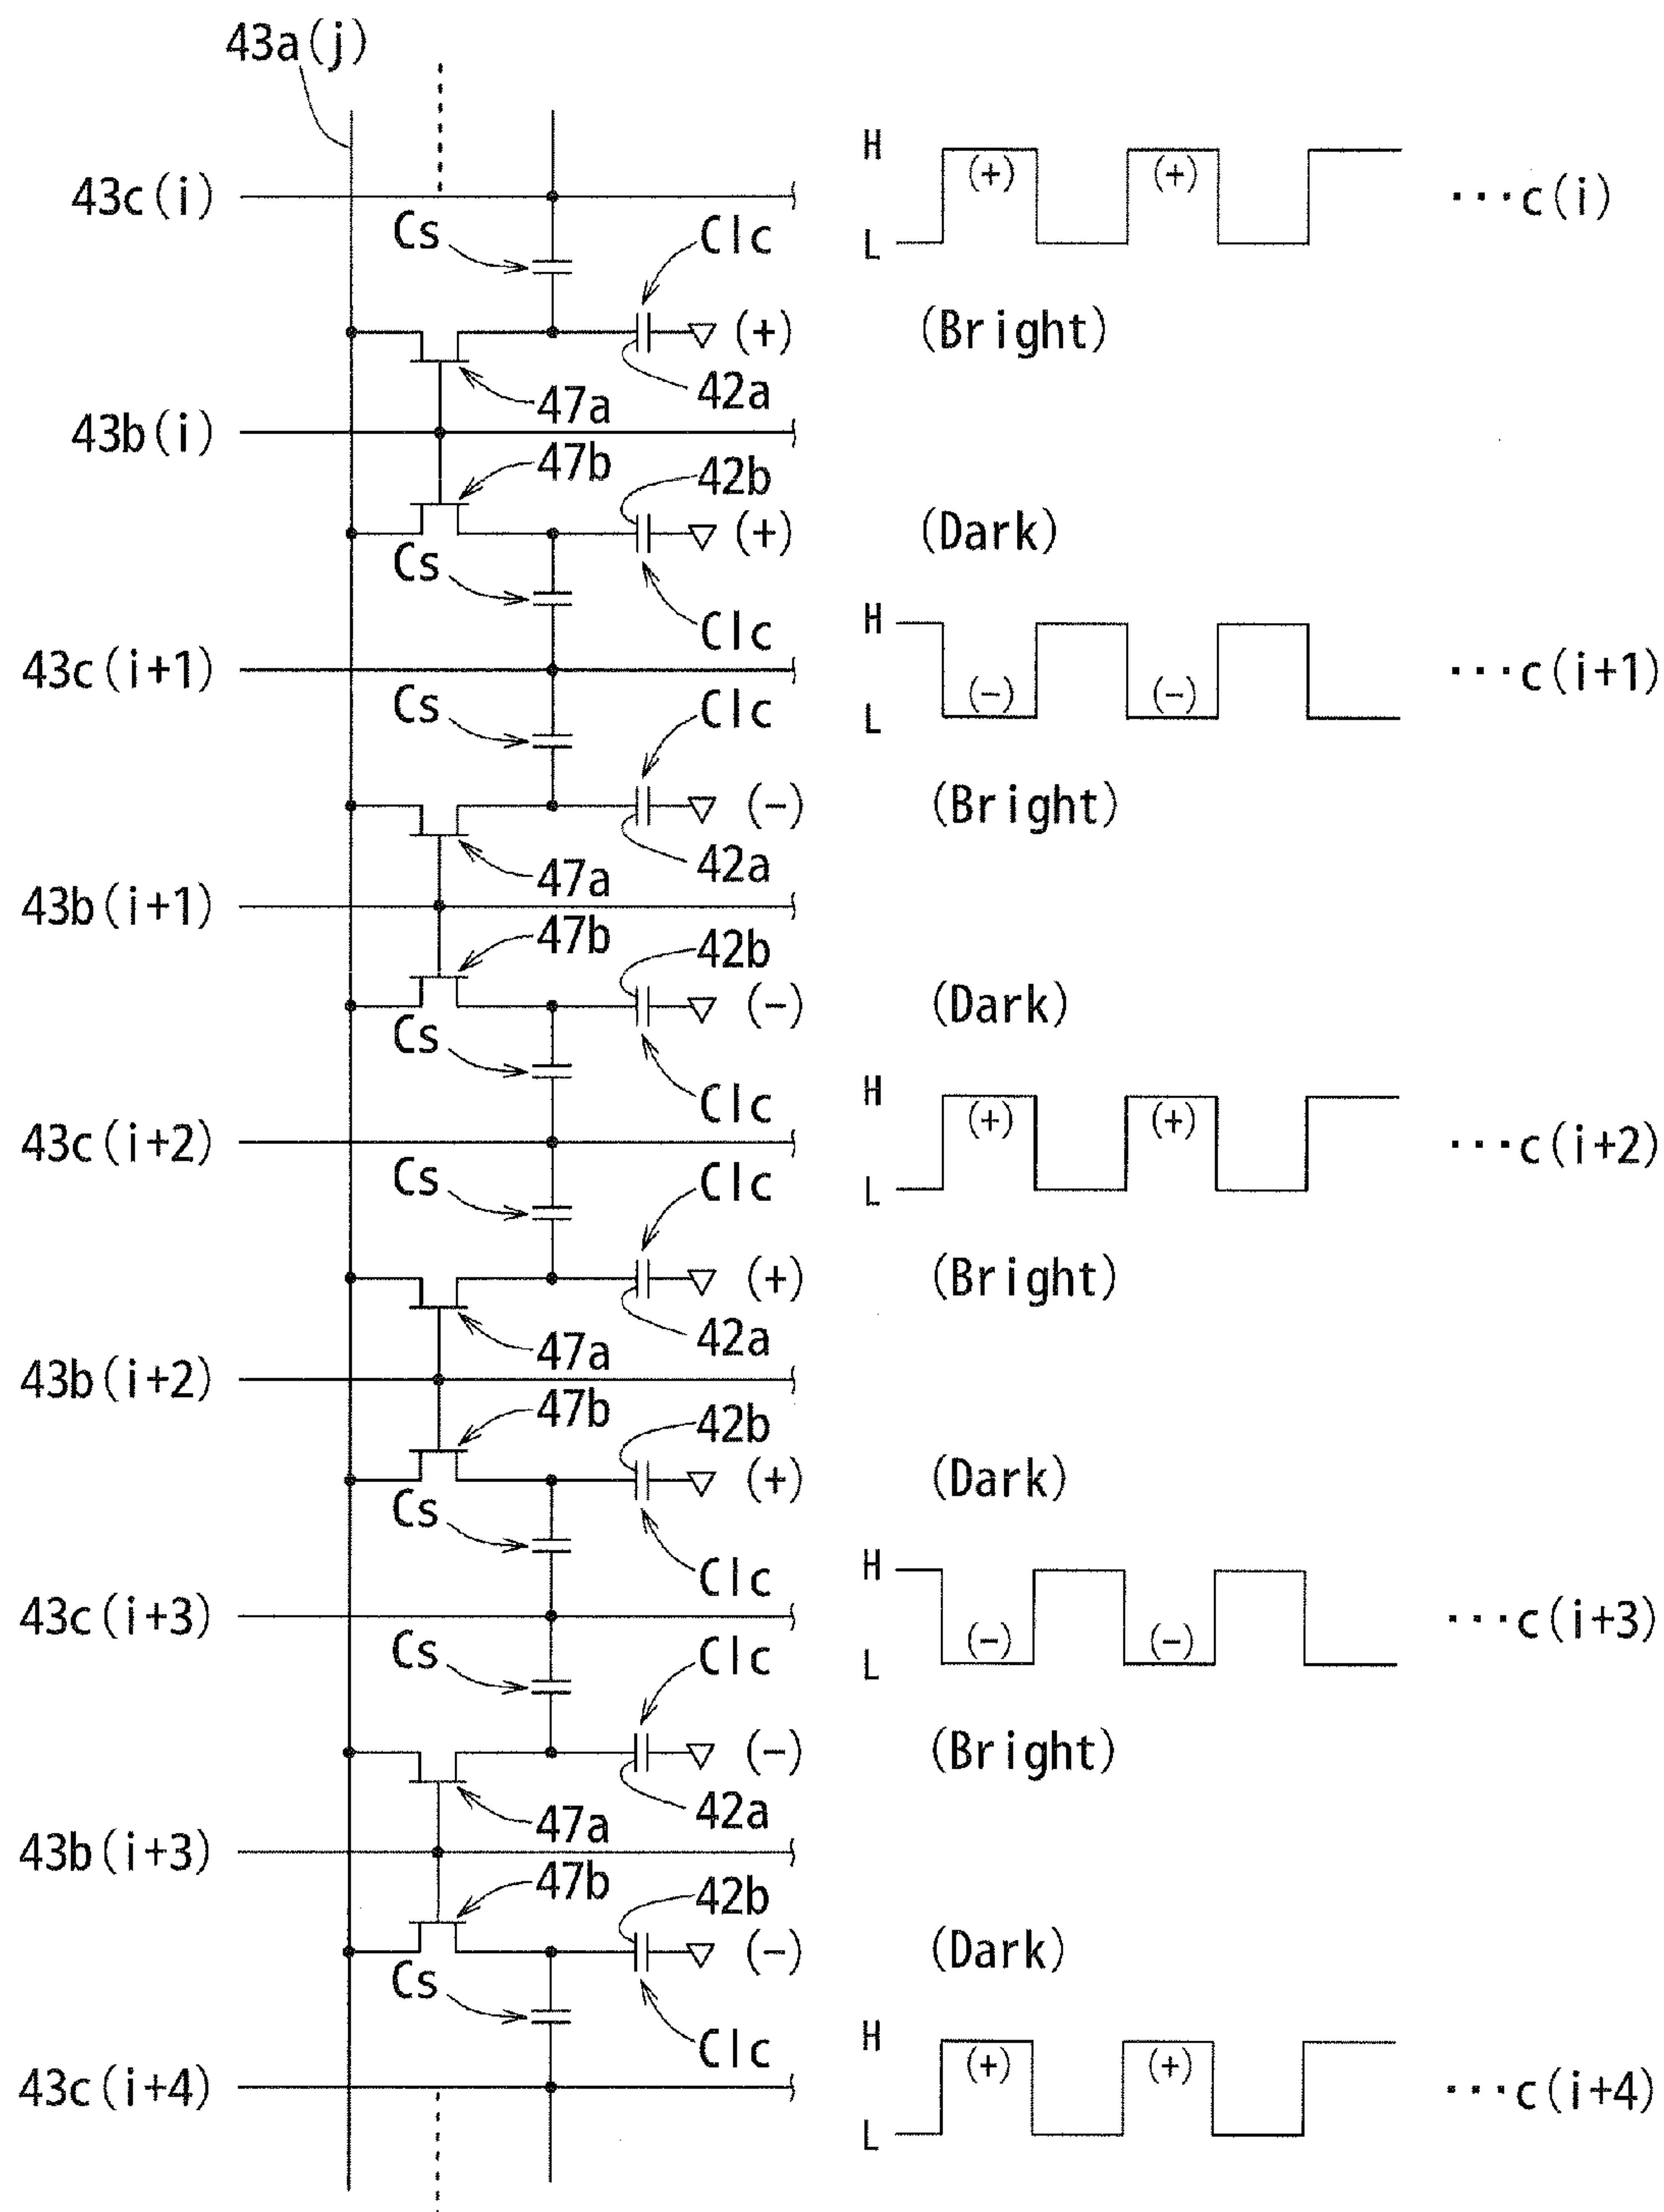 43a(j)
43c(i)
H (+) (+)
L
···c(i)
Cs
Clc
(+)
(Bright)
42a
47a
43b(i)
47b
42b
(+)
(Dark)
Cs
Clc
H
43c(i+1)
(-) (-)
L
···c(i+1)
Cs
Clc
(-)
(Bright)
42a
47a
43b(i+1)
47b
42b
(-)
(Dark)
Cs
Clc
H
43c(i+2)
(+) (+)
L
···c(i+2)
Cs
Clc
(+)
(Bright)
42a
47a
43b(i+2)
47b
42b
(+)
(Dark)
Cs
Clc
H
43c(i+3)
(-) (-)
L
···c(i+3)
Cs
Clc
(-)
(Bright)
42a
47a
43b(i+3)
47b
42b
(-)
(Dark)
Cs
Clc
H
43c(i+4)
(+) (+)
L
···c(i+4)